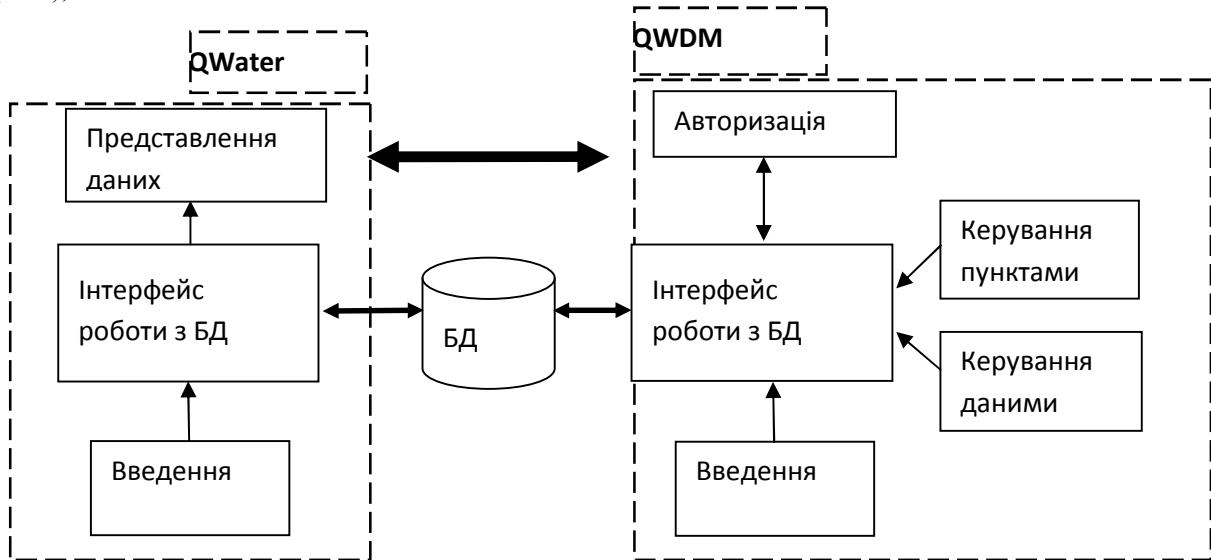 QWater
QWDM
Представлення
даних
Авторизація
Інтерфейс
роботи з БД
БД
Інтерфейс
роботи з БД
Керування
пунктами
Керування
даними
Введення
Введення